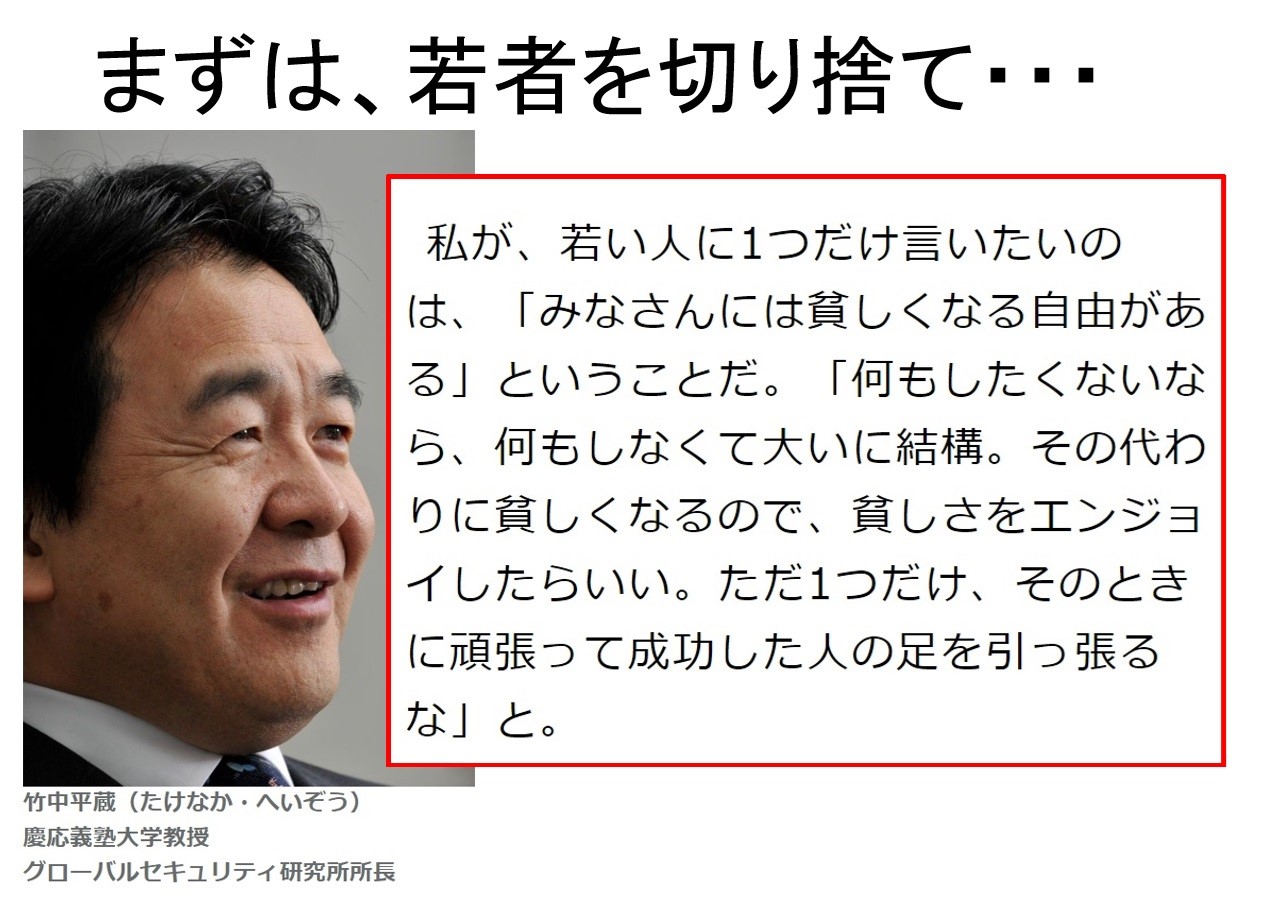 まずは、若者を切り捨て・・・
私が、若い人に1つだけ言いたいの
は、「みなさんには貧しくなる自由があ
る」ということだ。「何もしたくないな
ら、何もしなくて大いに結構。その代わ
りに貧しくなるので、貧しさをエンジョ
イしたらいい。ただ1つだけ、そのとき
に頑張って成功した人の足を引っ張る
な」と。
竹中平蔵（たけなか・へいぞう）
慶応義塾大学教授
グローバルセキュリティ研究所所長